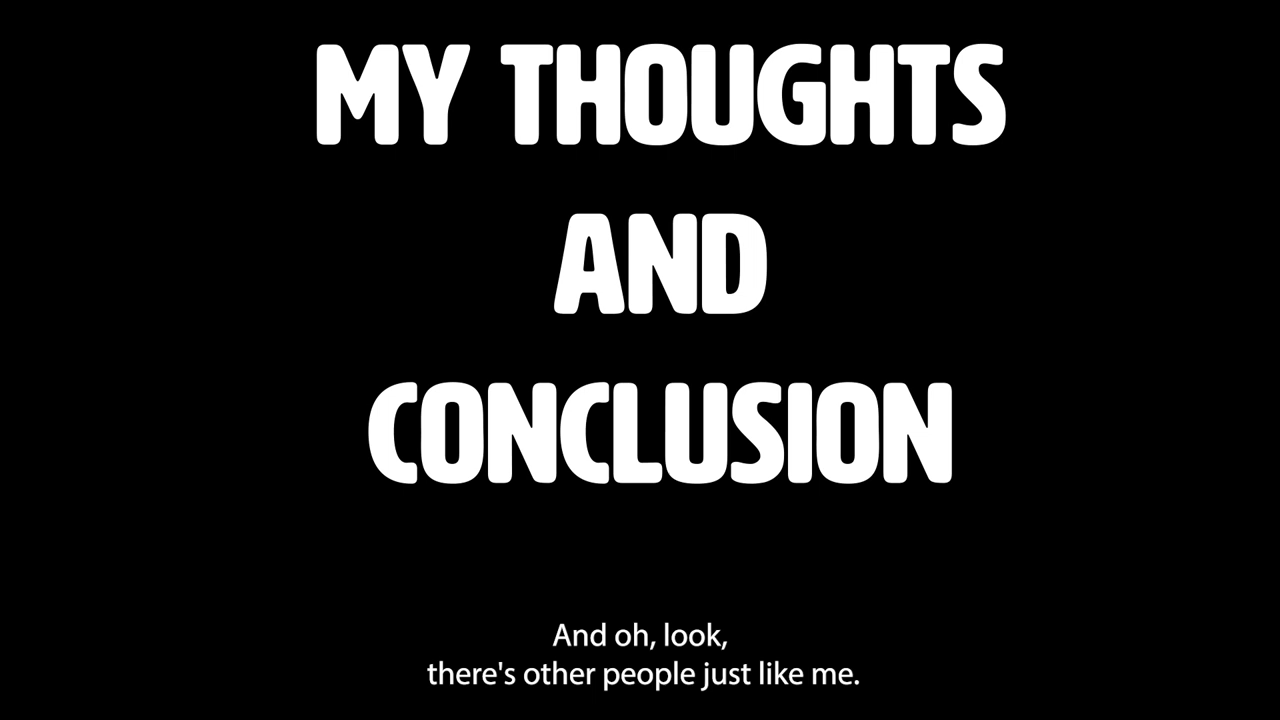 MY THOUGHTS
AND
CONCLUSION
And oh, look,
there's other people just like me.